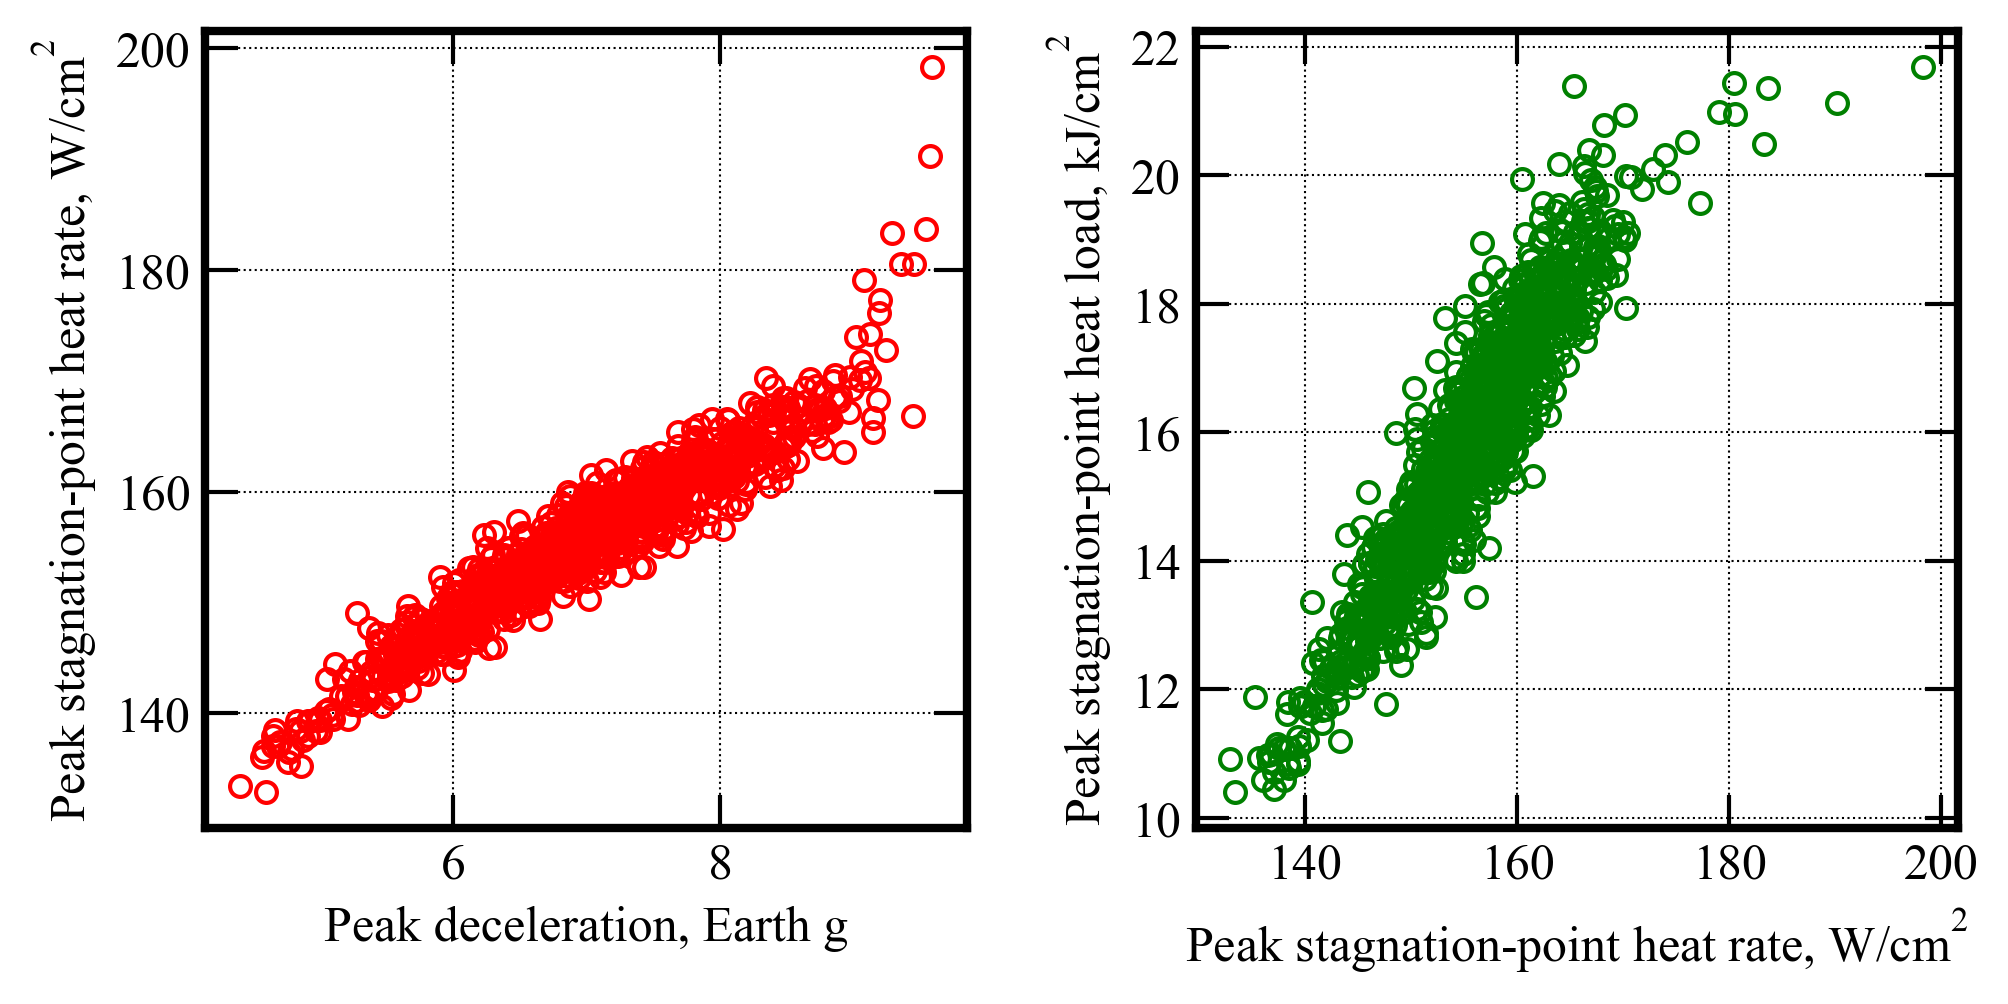 Peak stagnation-point heat rate, W/cm²
200
180
160
140
6 8
Peak deceleration, Earth g
Peak stagnation-point heat load, kJ/cm²
22
20
18
16
14
12
10
140 160 180 200
Peak stagnation-point heat rate, W/cm²